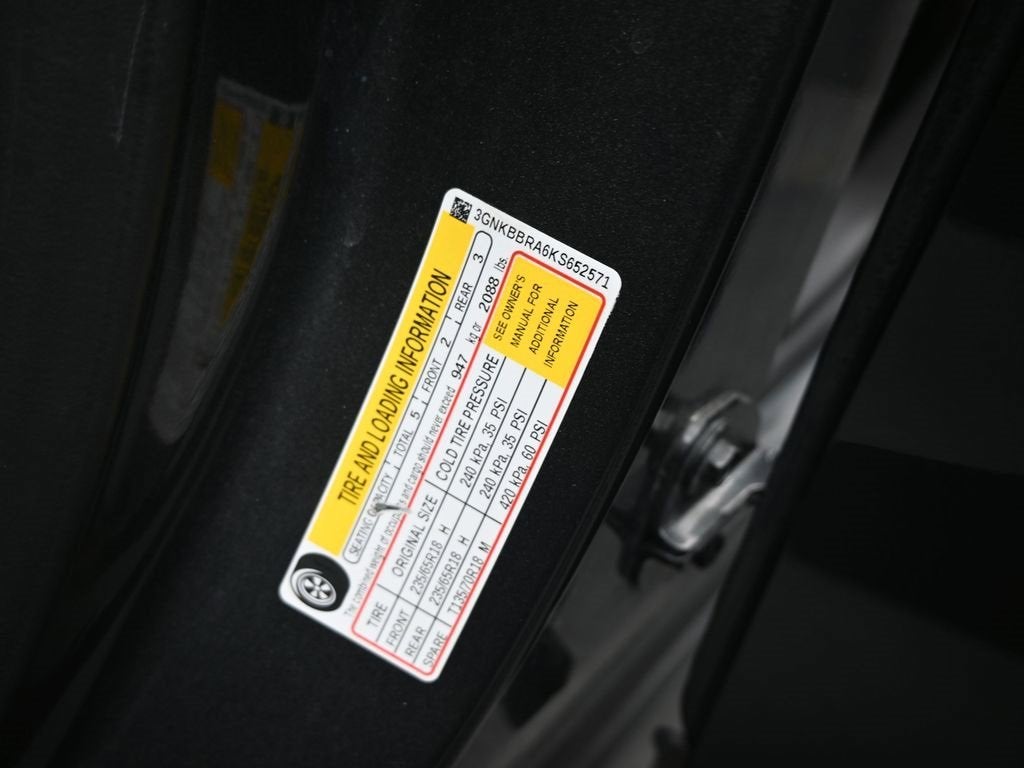 3GNKBBRA6KS652571
TIRE AND LOADING INFORMATION
SEATING CAPACITY TOTAL 5 FRONT 2 REAR 3
The combined weight of occupants and cargo should never exceed 947 kg or 2088 lbs
TIRE ORIGINAL SIZE COLD TIRE PRESSURE
FRONT 235/65R18 H 240 kPa, 35 PSI
REAR 235/65R18 H 240 kPa, 35 PSI
SPARE T135/70R18 M 420 kPa, 60 PSI
SEE OWNER'S
MANUAL FOR
ADDITIONAL
INFORMATION